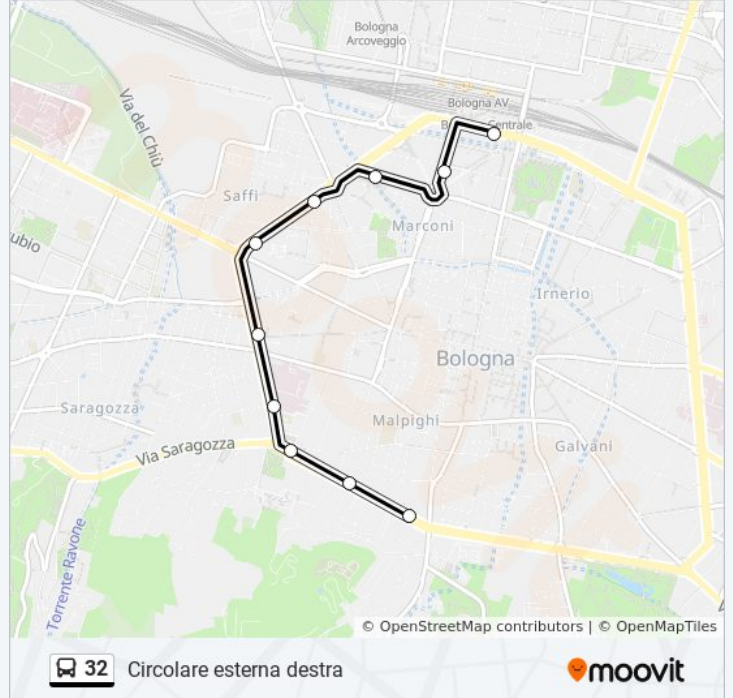 Bologna
Arcoveggio
Via del Chiù
Bologna AV
Centrale
Saffi
Marconi
ubio
Irnerio
Bologna
Saragozza
Malpighi
Via Saragozza
Galvani
Torrente Ravone
© OpenStreetMap contributors | © OpenMapTiles
32 Circolare esterna destra
moovit